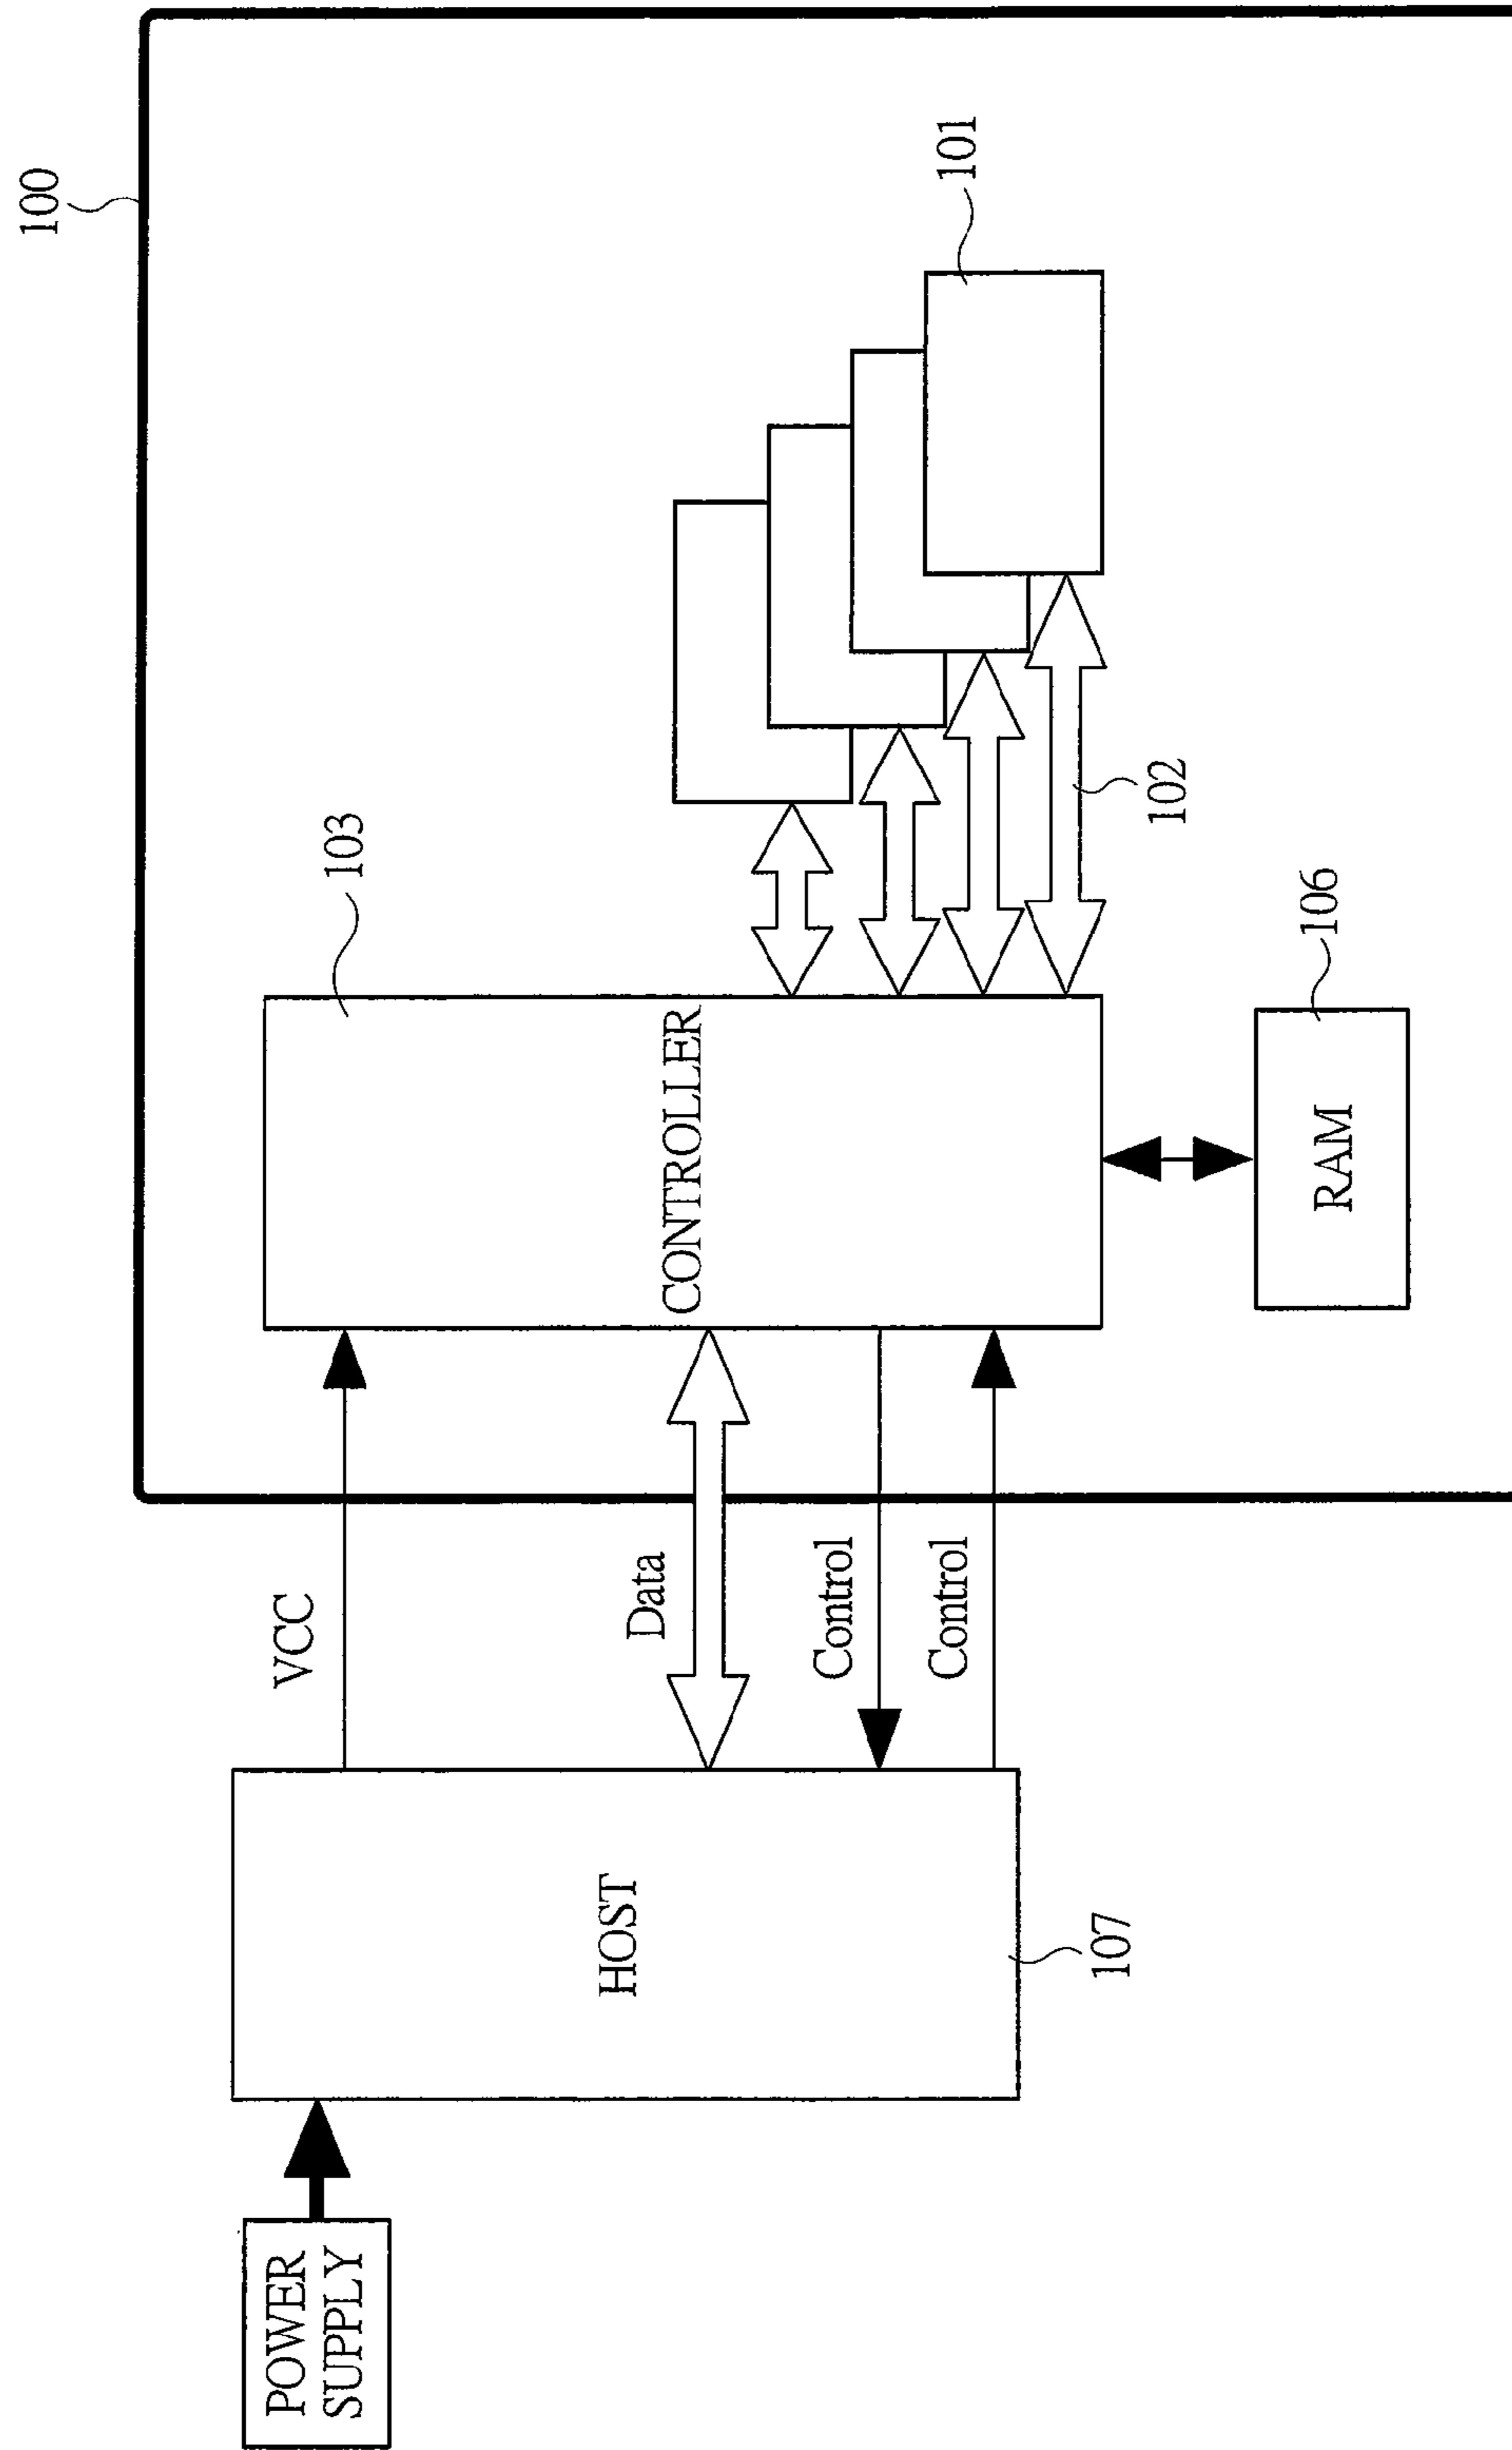 100
101
103
102
106
CONTROLLER
RAM
VCC
Data
Control
Control
HOST
107
POWER
SUPPLY